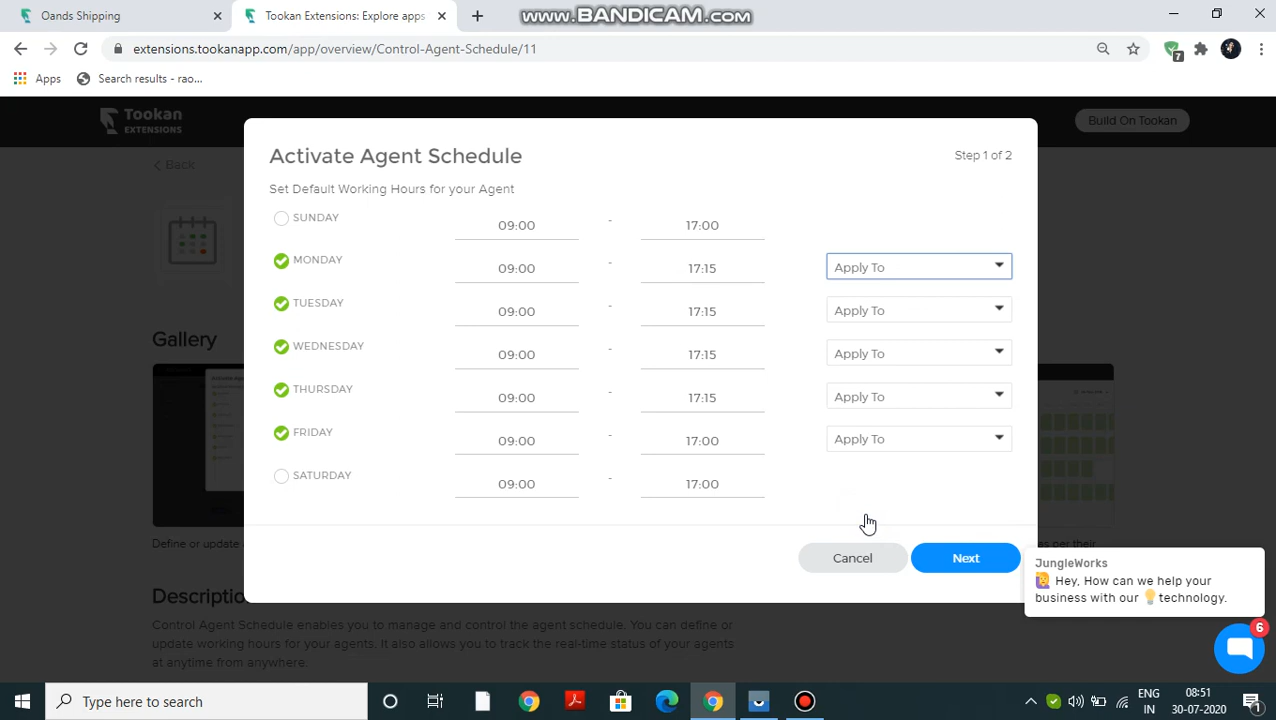 Oands Shipping
Tookan Extensions: Explore apps
www.BANDICAM.com
extensions.tookanapp.com/app/overview/Control-Agent-Schedule/11
7
Apps
Search results - rao...
Tookan
EXTENSIONS
Build On Tookan
Back
Activate Agent Schedule
Step 1 of 2
Set Default Working Hours for your Agent
SUNDAY 09:00 - 17:00
MONDAY 09:00 - 17:15 Apply To
TUESDAY 09:00 - 17:15 Apply To
WEDNESDAY 09:00 - 17:15 Apply To
THURSDAY 09:00 - 17:15 Apply To
FRIDAY 09:00 - 17:00 Apply To
SATURDAY 09:00 - 17:00
Cancel
Next
Gallery
Define or update
as per their
Description
Control Agent Schedule enables you to manage and control the agent schedule. You can define or
update working hours for your agents. It also allows you to track the real-time status of your agents
at anytime from anywhere.
JungleWorks
Hey, How can we help your
business with our technology.
6
Type here to search
ENG
IN
08:51
30-07-2020
1